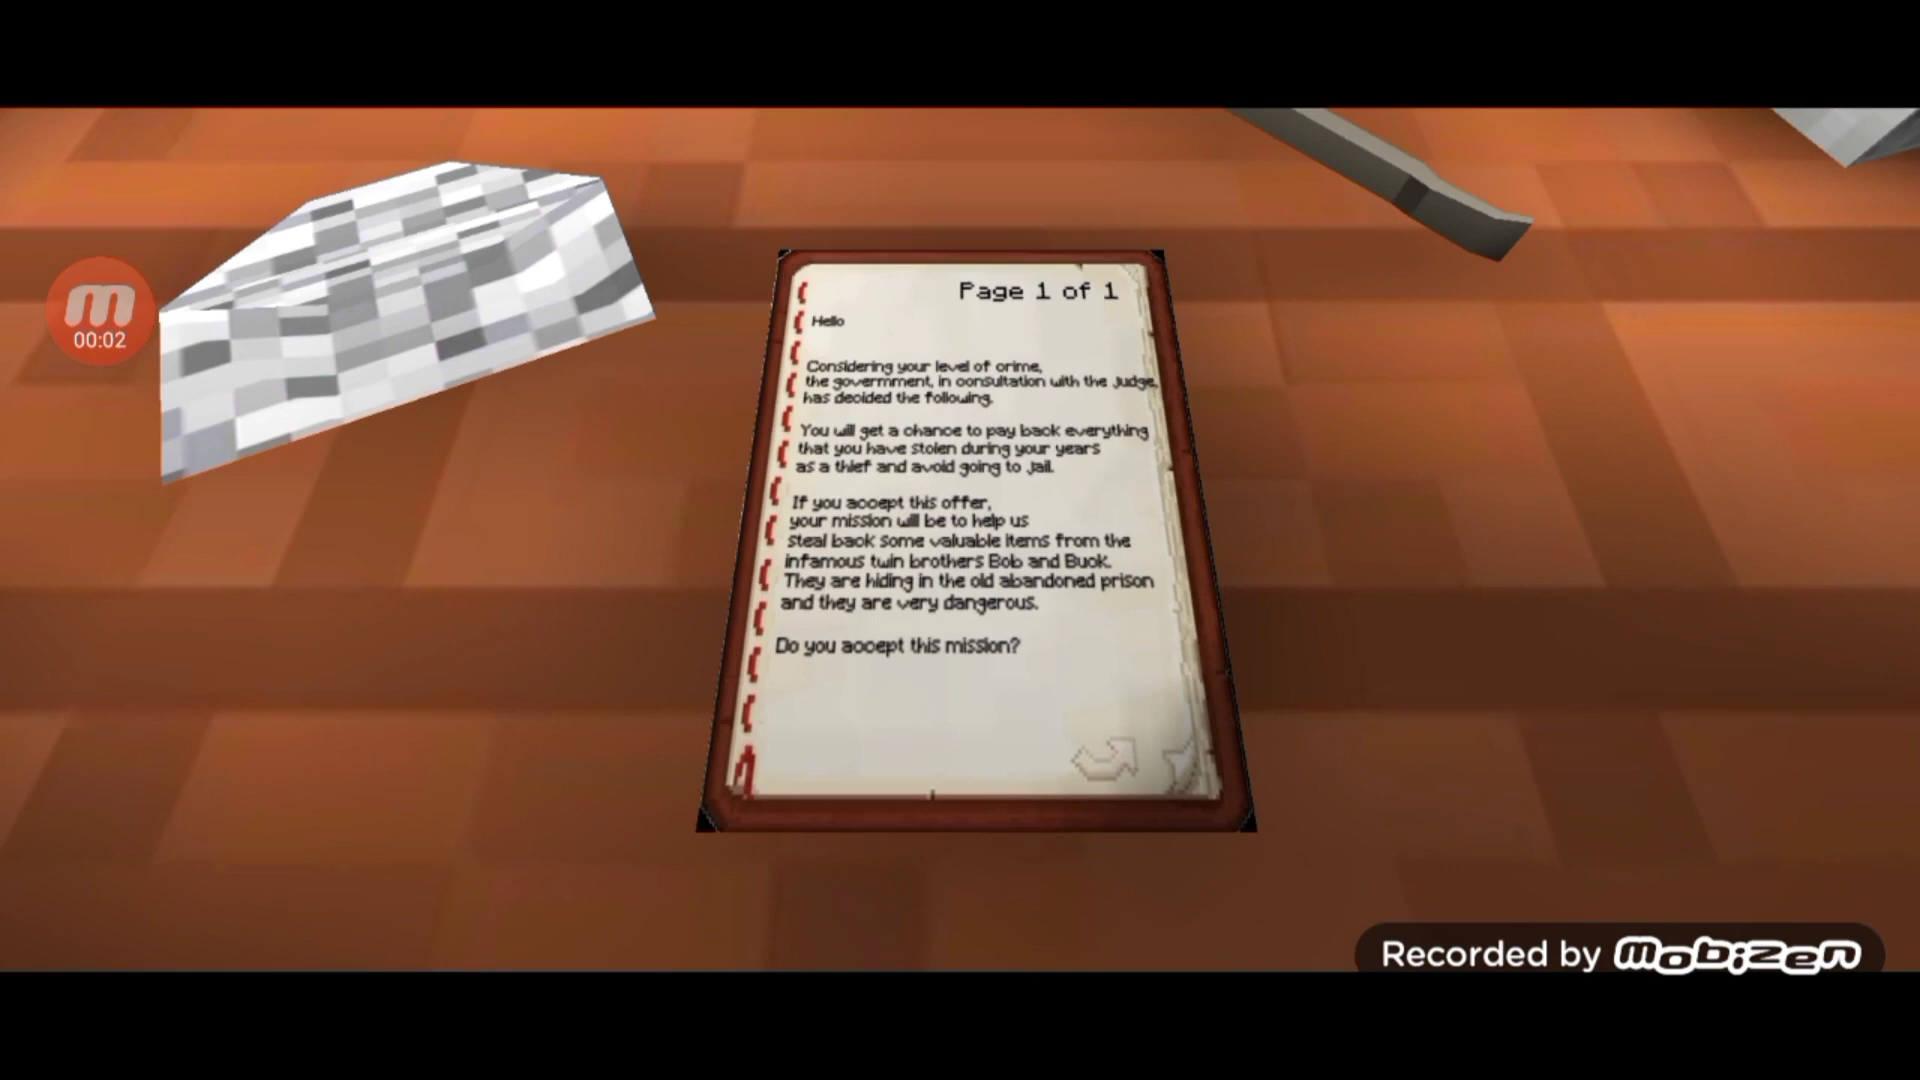 00:02
Page 1 of 1
Hello
Considering your level of crime,
the government, in consultation with the Judge,
has decided the following.
You will get a chance to pay back everything
that you have stolen during your years
as a thief and avoid going to jail.
If you accept this offer,
your mission will be to help us
steal back some valuable items from the
infamous twin brothers Bob and Buck.
They are hiding in the old abandoned prison
and they are very dangerous.
Do you accept this mission?
Recorded by mobizen